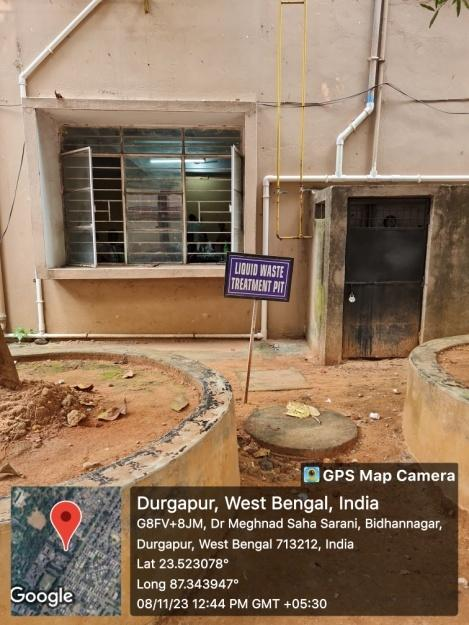 LIQUID WASTE
TREATMENT PIT
GPS Map Camera
Durgapur, West Bengal, India
G8FV+8JM, Dr Meghnad Saha Sarani, Bidhannagar,
Durgapur, West Bengal 713212, India
Lat 23.523078°
Long 87.343947°
08/11/23 12:44 PM GMT +05:30
Google